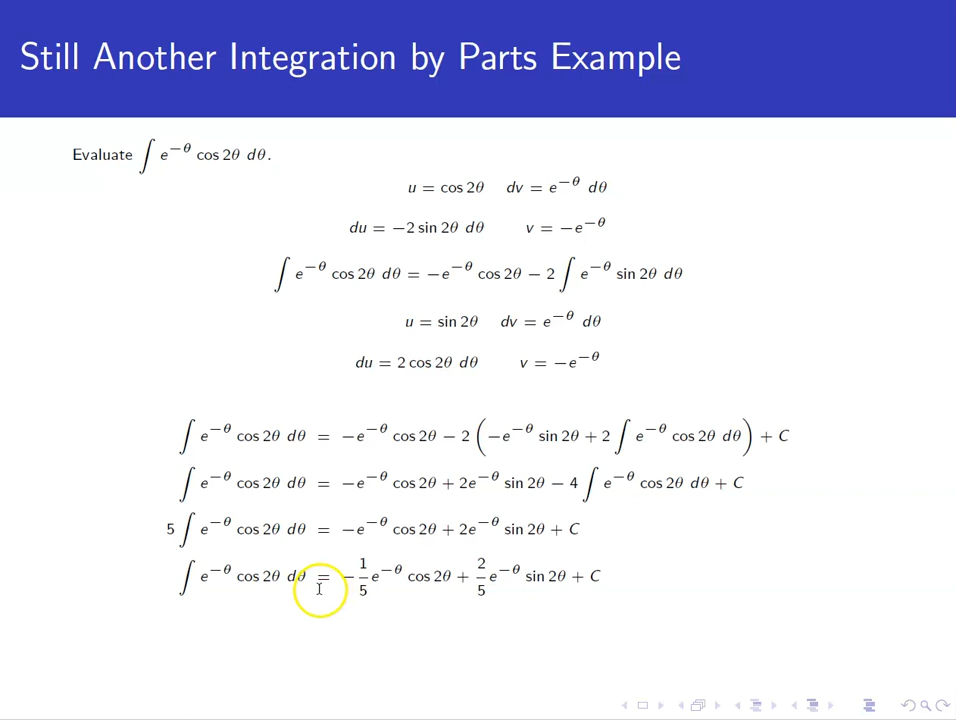 Still Another Integration by Parts Example
Evaluate ∫ e^{−θ} cos 2θ dθ.
u = cos 2θ dv = e^{−θ} dθ
du = −2 sin 2θ dθ v = −e^{−θ}
∫ e^{−θ} cos 2θ dθ = −e^{−θ} cos 2θ − 2 ∫ e^{−θ} sin 2θ dθ
u = sin 2θ dv = e^{−θ} dθ
du = 2 cos 2θ dθ v = −e^{−θ}
∫ e^{−θ} cos 2θ dθ = −e^{−θ} cos 2θ − 2 (−e^{−θ} sin 2θ + 2 ∫ e^{−θ} cos 2θ dθ) + C
∫ e^{−θ} cos 2θ dθ = −e^{−θ} cos 2θ + 2e^{−θ} sin 2θ − 4 ∫ e^{−θ} cos 2θ dθ + C
5 ∫ e^{−θ} cos 2θ dθ = −e^{−θ} cos 2θ + 2e^{−θ} sin 2θ + C
∫ e^{−θ} cos 2θ dθ = −1/5 e^{−θ} cos 2θ + 2/5 e^{−θ} sin 2θ + C